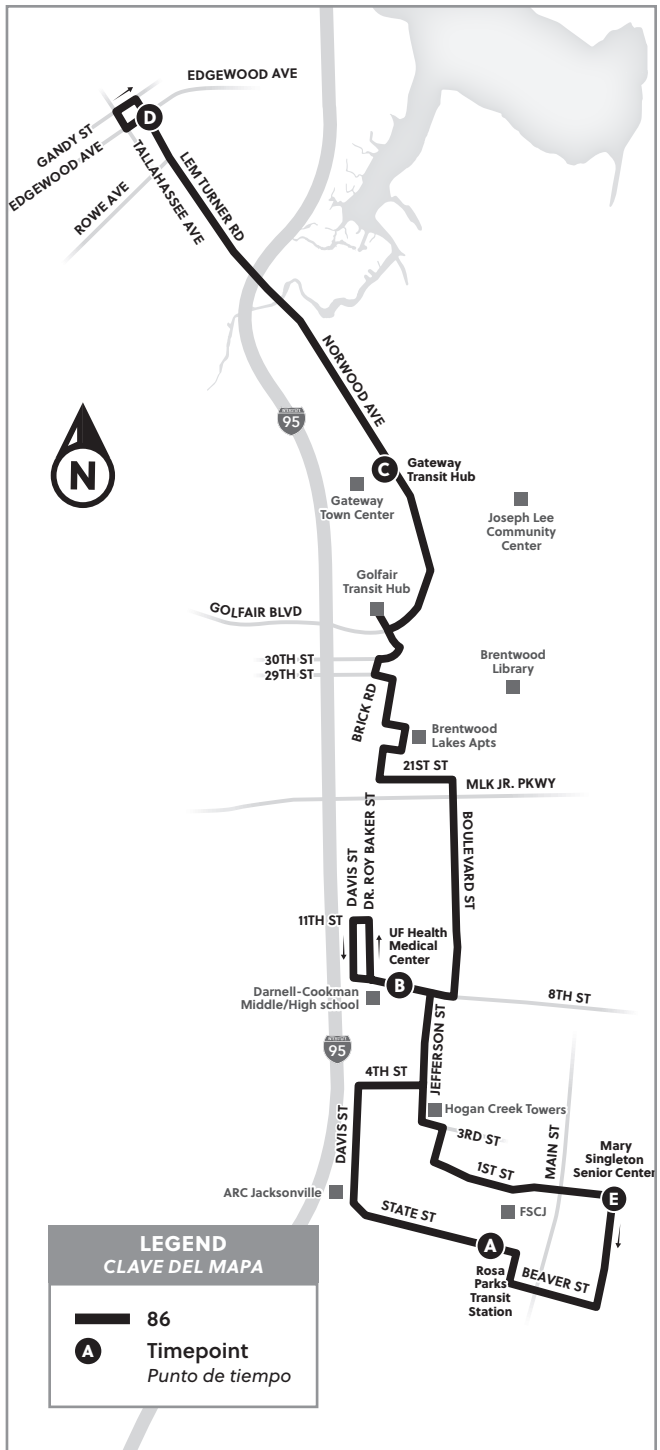 EDGEWOOD AVE
D
GANDY ST
EDGEWOOD AVE
TALLAHASSEE AVE
LEM TURNER RD
ROWE AVE
NORWOOD AVE
INTERSTATE
95
N
C
Gateway
Transit Hub
Gateway
Town Center
Joseph Lee
Community
Center
Golfair
Transit Hub
GOLFAIR BLVD
30TH ST
29TH ST
Brentwood
Library
BRICK RD
Brentwood
Lakes Apts
21ST ST
MLK JR. PKWY
DAVIS ST
DR. ROY BAKER ST
BOULEVARD ST
11TH ST
UF Health
Medical
Center
B
Darnell-Cookman
Middle/High school
8TH ST
INTERSTATE
95
JEFFERSON ST
4TH ST
Hogan Creek Towers
DAVIS ST
3RD ST
MAIN ST
Mary
Singleton
Senior Center
1ST ST
E
ARC Jacksonville
FSCJ
STATE ST
A
Rosa
Parks
Transit
Station
BEAVER ST
LEGEND
CLAVE DEL MAPA
86
A
Timepoint
Punto de tiempo